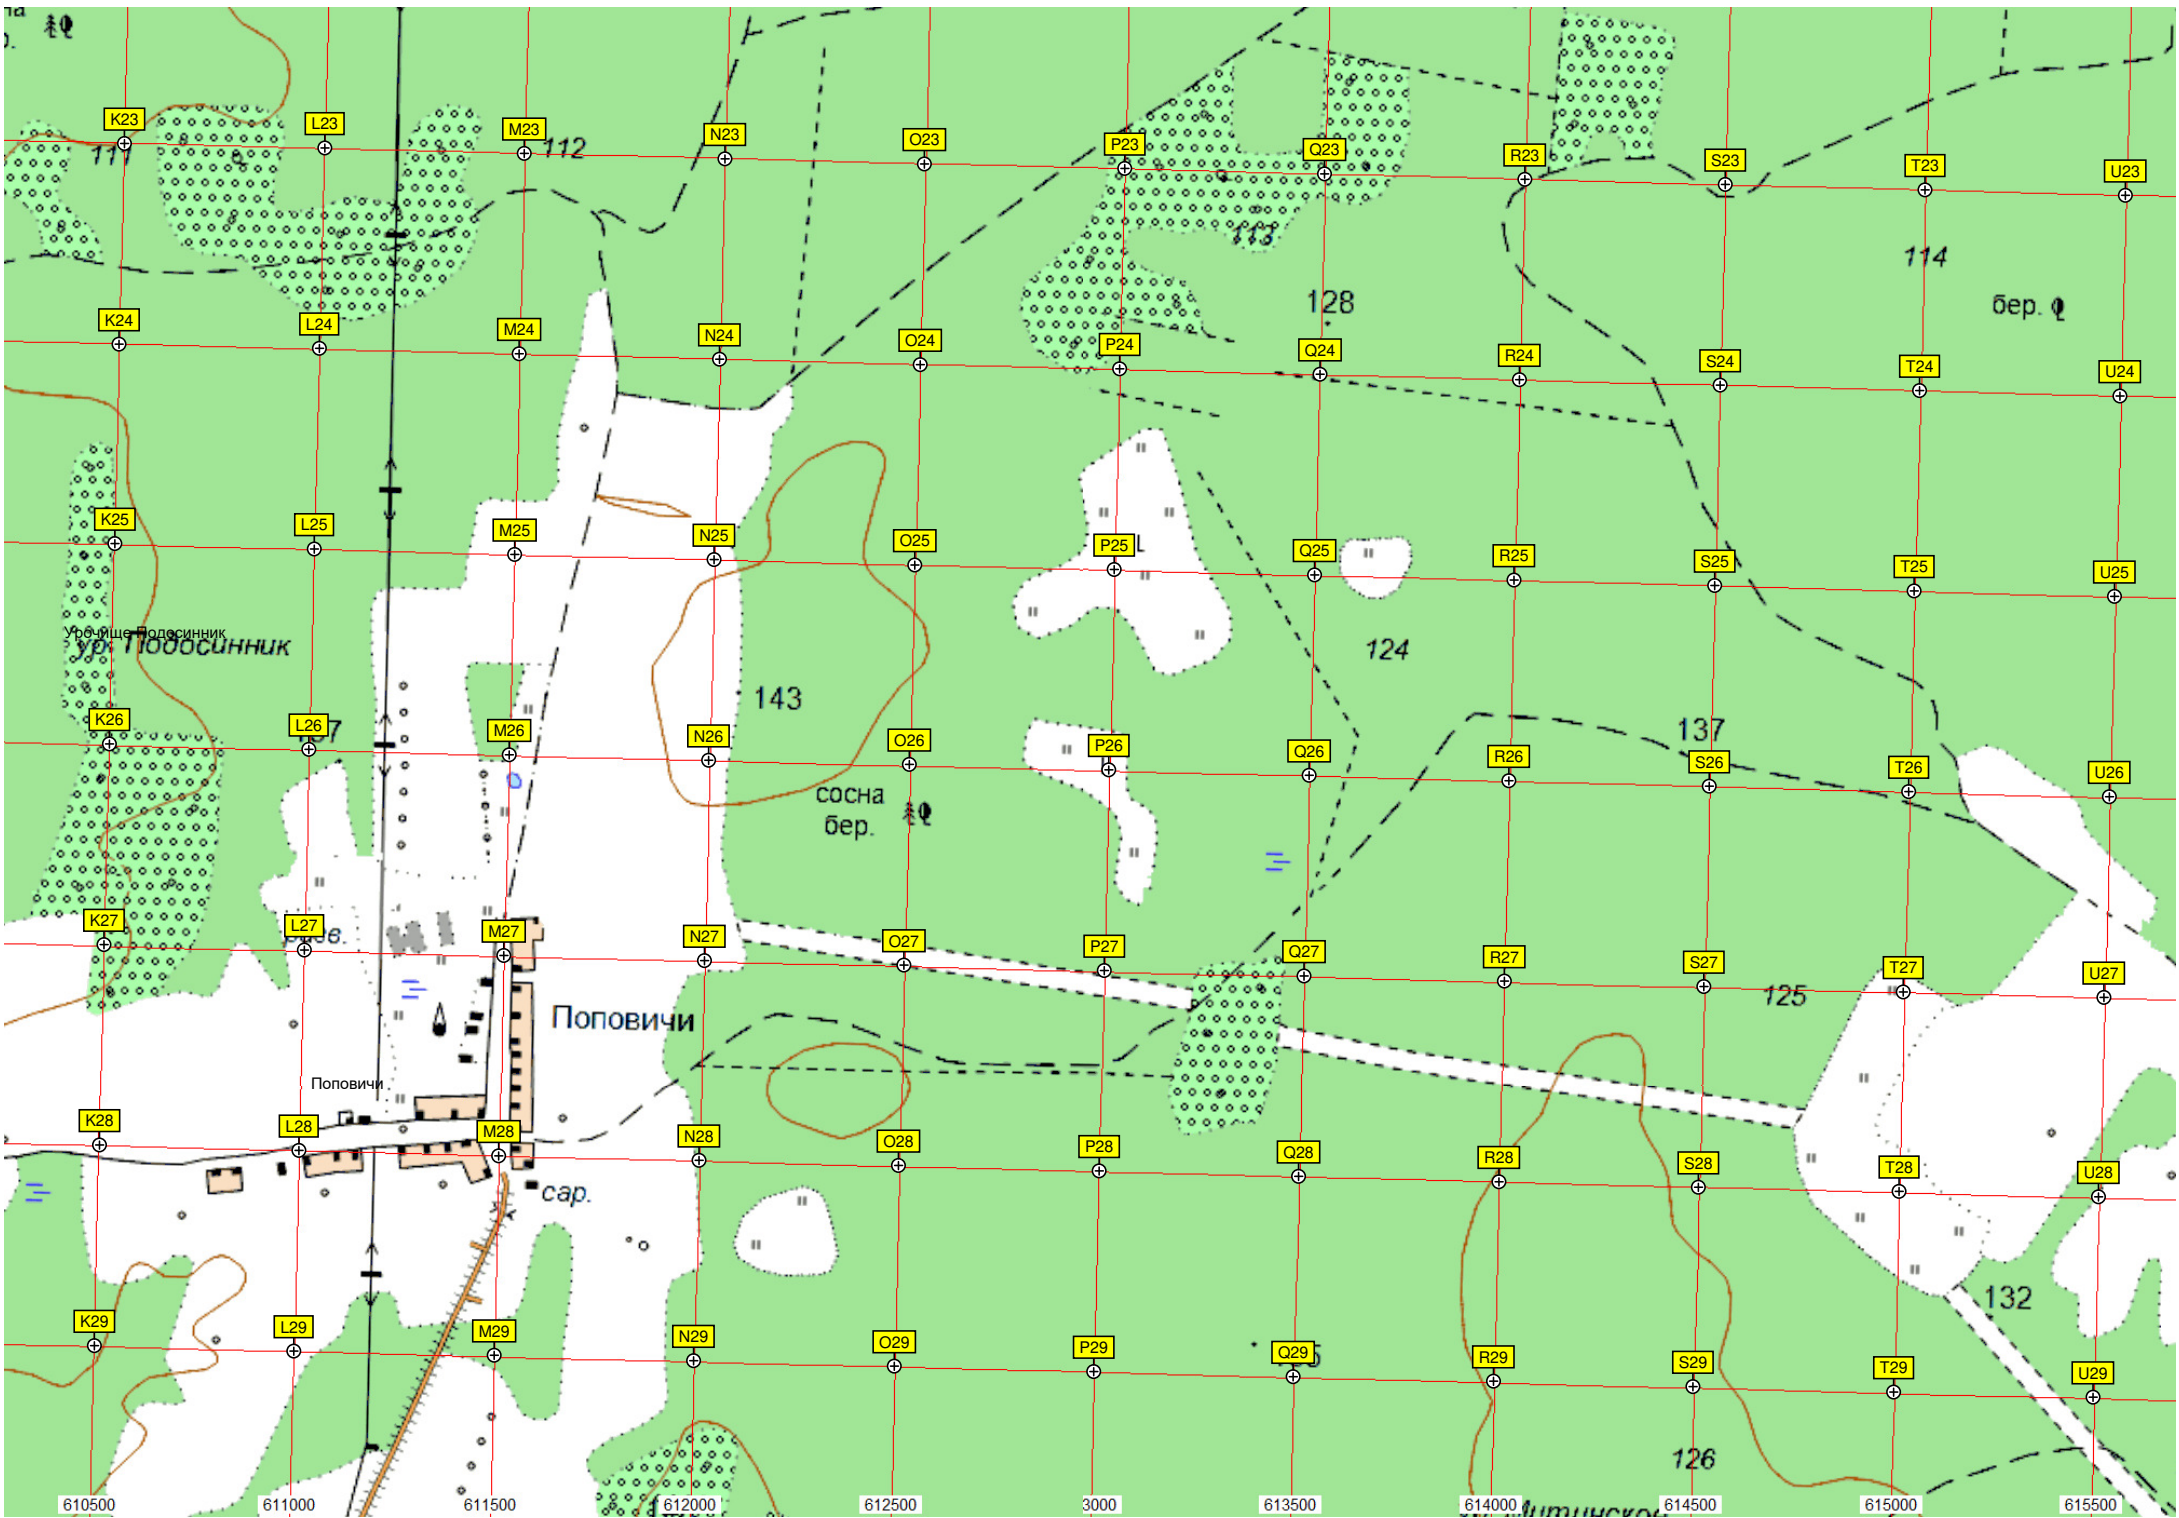 K23 L23 M23 N23 O23 P23 Q23 R23 S23 T23 U23
111 112
113 114
128
бер.
K24 L24 M24 N24 O24 P24 Q24 R24 S24 T24 U24
K25 L25 M25 N25 O25 P25 Q25 R25 S25 T25 U25
Урочище Подосинник
ур. Подосинник
124
143
137
K26 L26 M26 N26 O26 P26 Q26 R26 S26 T26 U26
сосна
бер.
K27 L27 M27 N27 O27 P27 Q27 R27 S27 T27 U27
125
Поповичи
Поповичи
K28 L28 M28 N28 O28 P28 Q28 R28 S28 T28 U28
сар.
132
K29 L29 M29 N29 O29 P29 Q29 R29 S29 T29 U29
126
610500 611000 611500 612000 612500 3000 613500 614000 614500 615000 615500